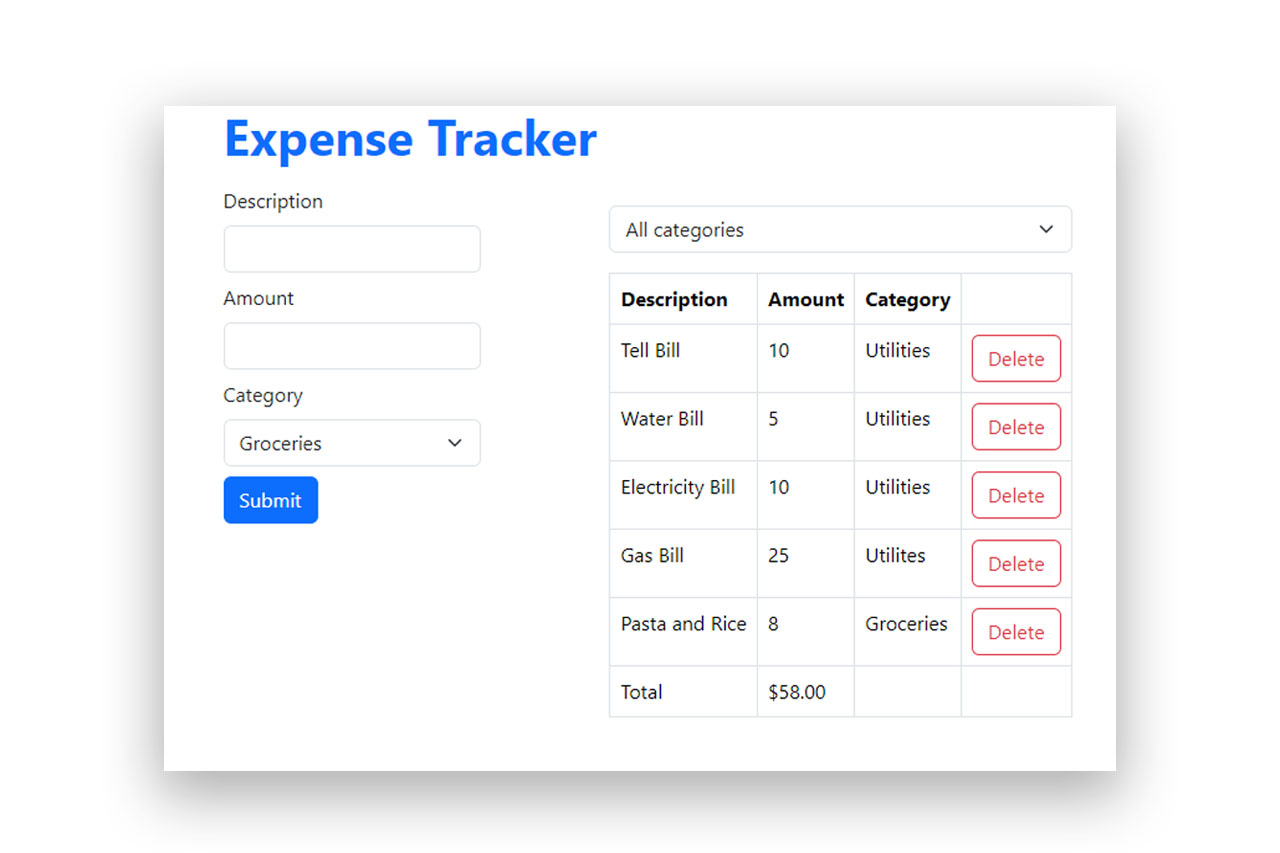 Expense Tracker
Description
Amount
Category
Groceries
Submit
All categories
Description Amount Category
Tell Bill 10 Utilities Delete
Water Bill 5 Utilities Delete
Electricity Bill 10 Utilities Delete
Gas Bill 25 Utilites Delete
Pasta and Rice 8 Groceries Delete
Total $58.00